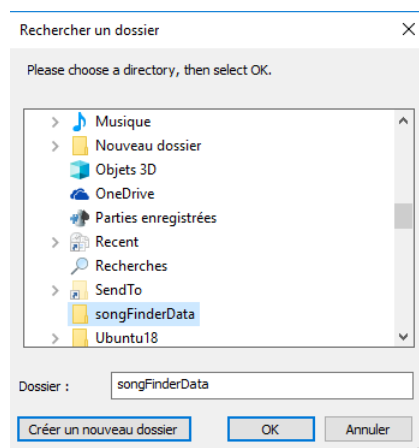 Rechercher un dossier
Please choose a directory, then select OK.
Musique
Nouveau dossier
Objets 3D
OneDrive
Parties enregistrées
Recent
Recherches
SendTo
songFinderData
Ubuntu18
Dossier : songFinderData
Créer un nouveau dossier OK Annuler